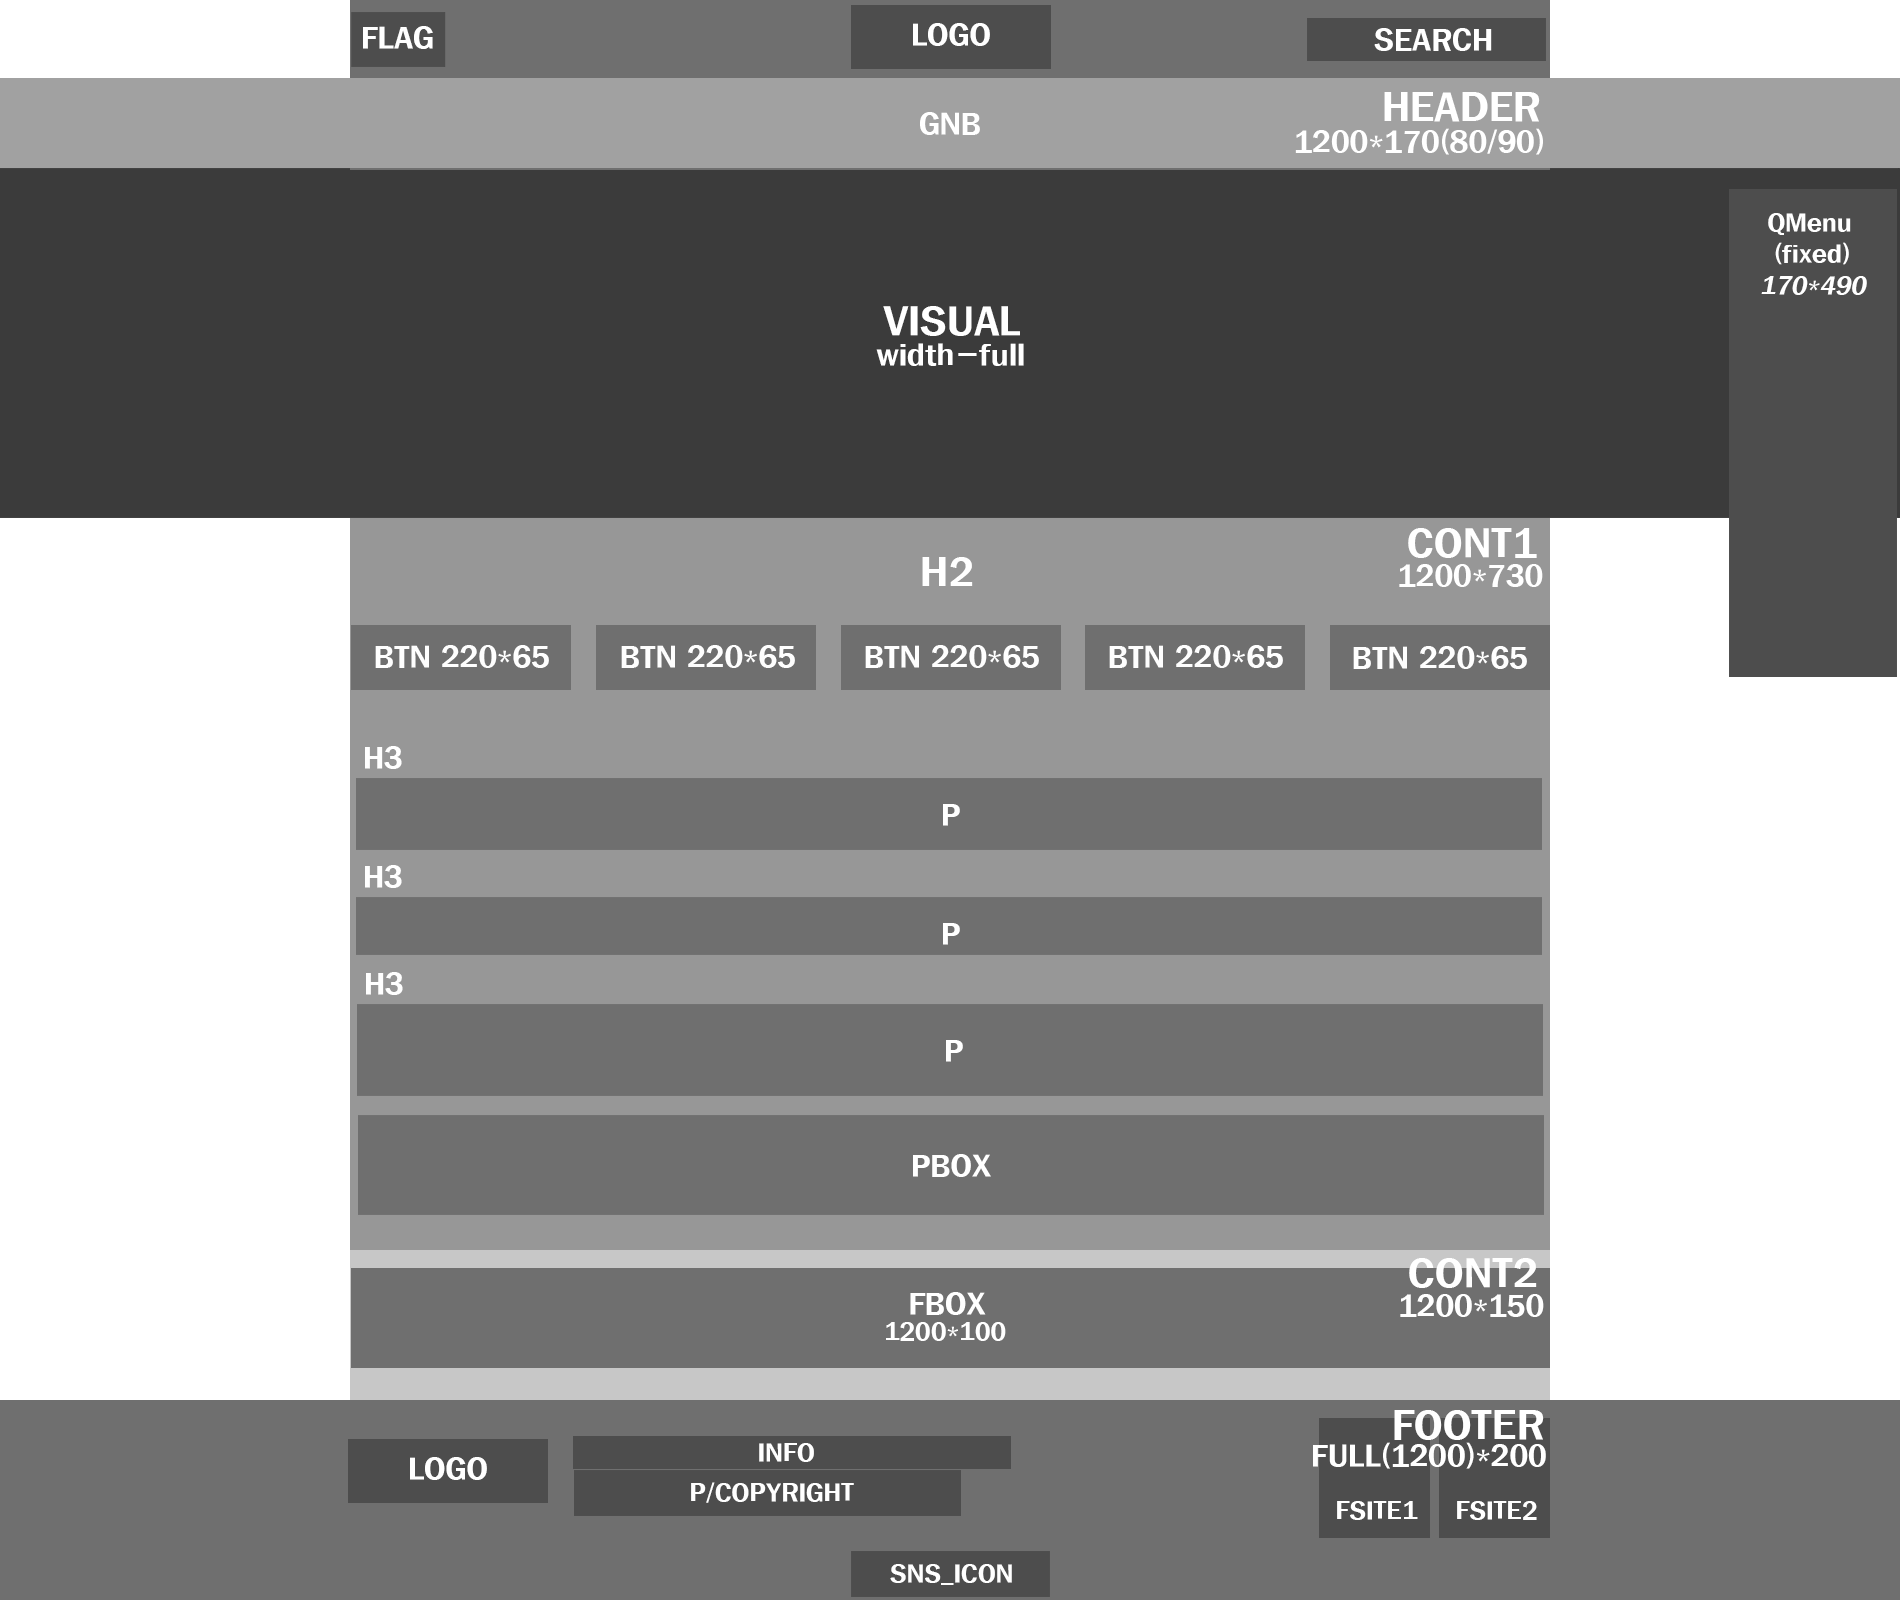 FLAG
LOGO
SEARCH
GNB
HEADER
1200*170(80/90)
QMenu
(fixed)
170*490
VISUAL
width-full
H2
CONT1
1200*730
BTN 220*65
BTN 220*65
BTN 220*65
BTN 220*65
BTN 220*65
H3
P
H3
P
H3
P
PBOX
CONT2
1200*150
FBOX
1200*100
FOOTER
FULL(1200)*200
LOGO
INFO
P/COPYRIGHT
FSITE1
FSITE2
SNS_ICON